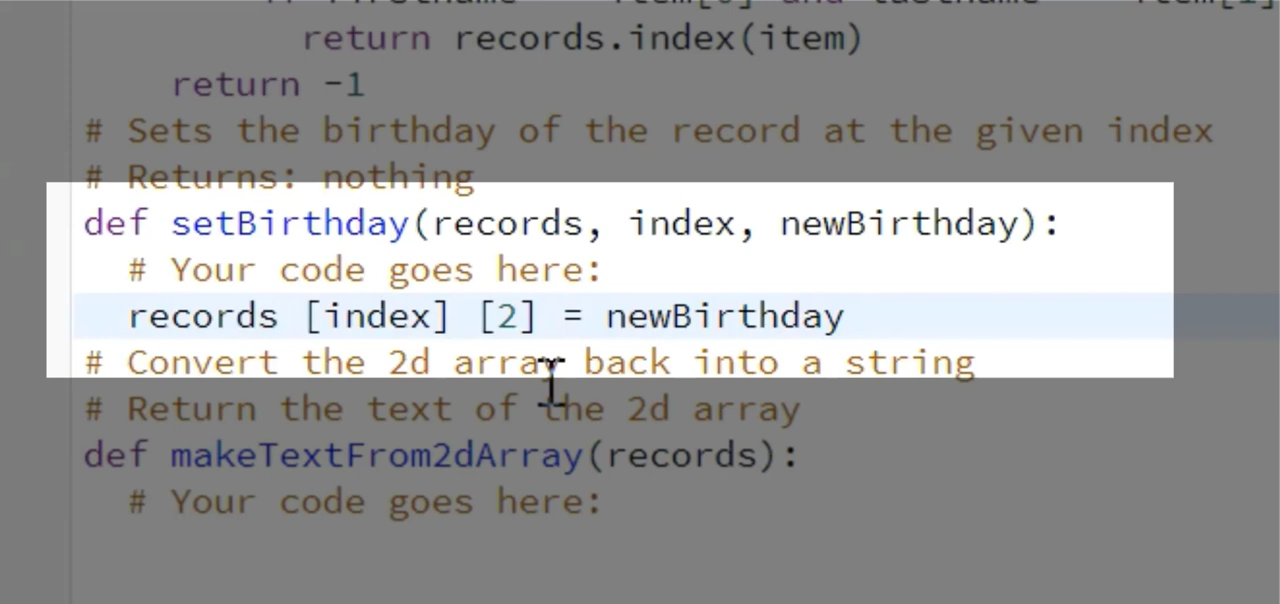 return records.index(item)
return -1
# Sets the birthday of the record at the given index
# Returns: nothing
def setBirthday(records, index, newBirthday):
# Your code goes here:
records [index] [2] = newBirthday
# Convert the 2d array back into a string
# Return the text of the 2d array
def makeTextFrom2dArray(records):
# Your code goes here: